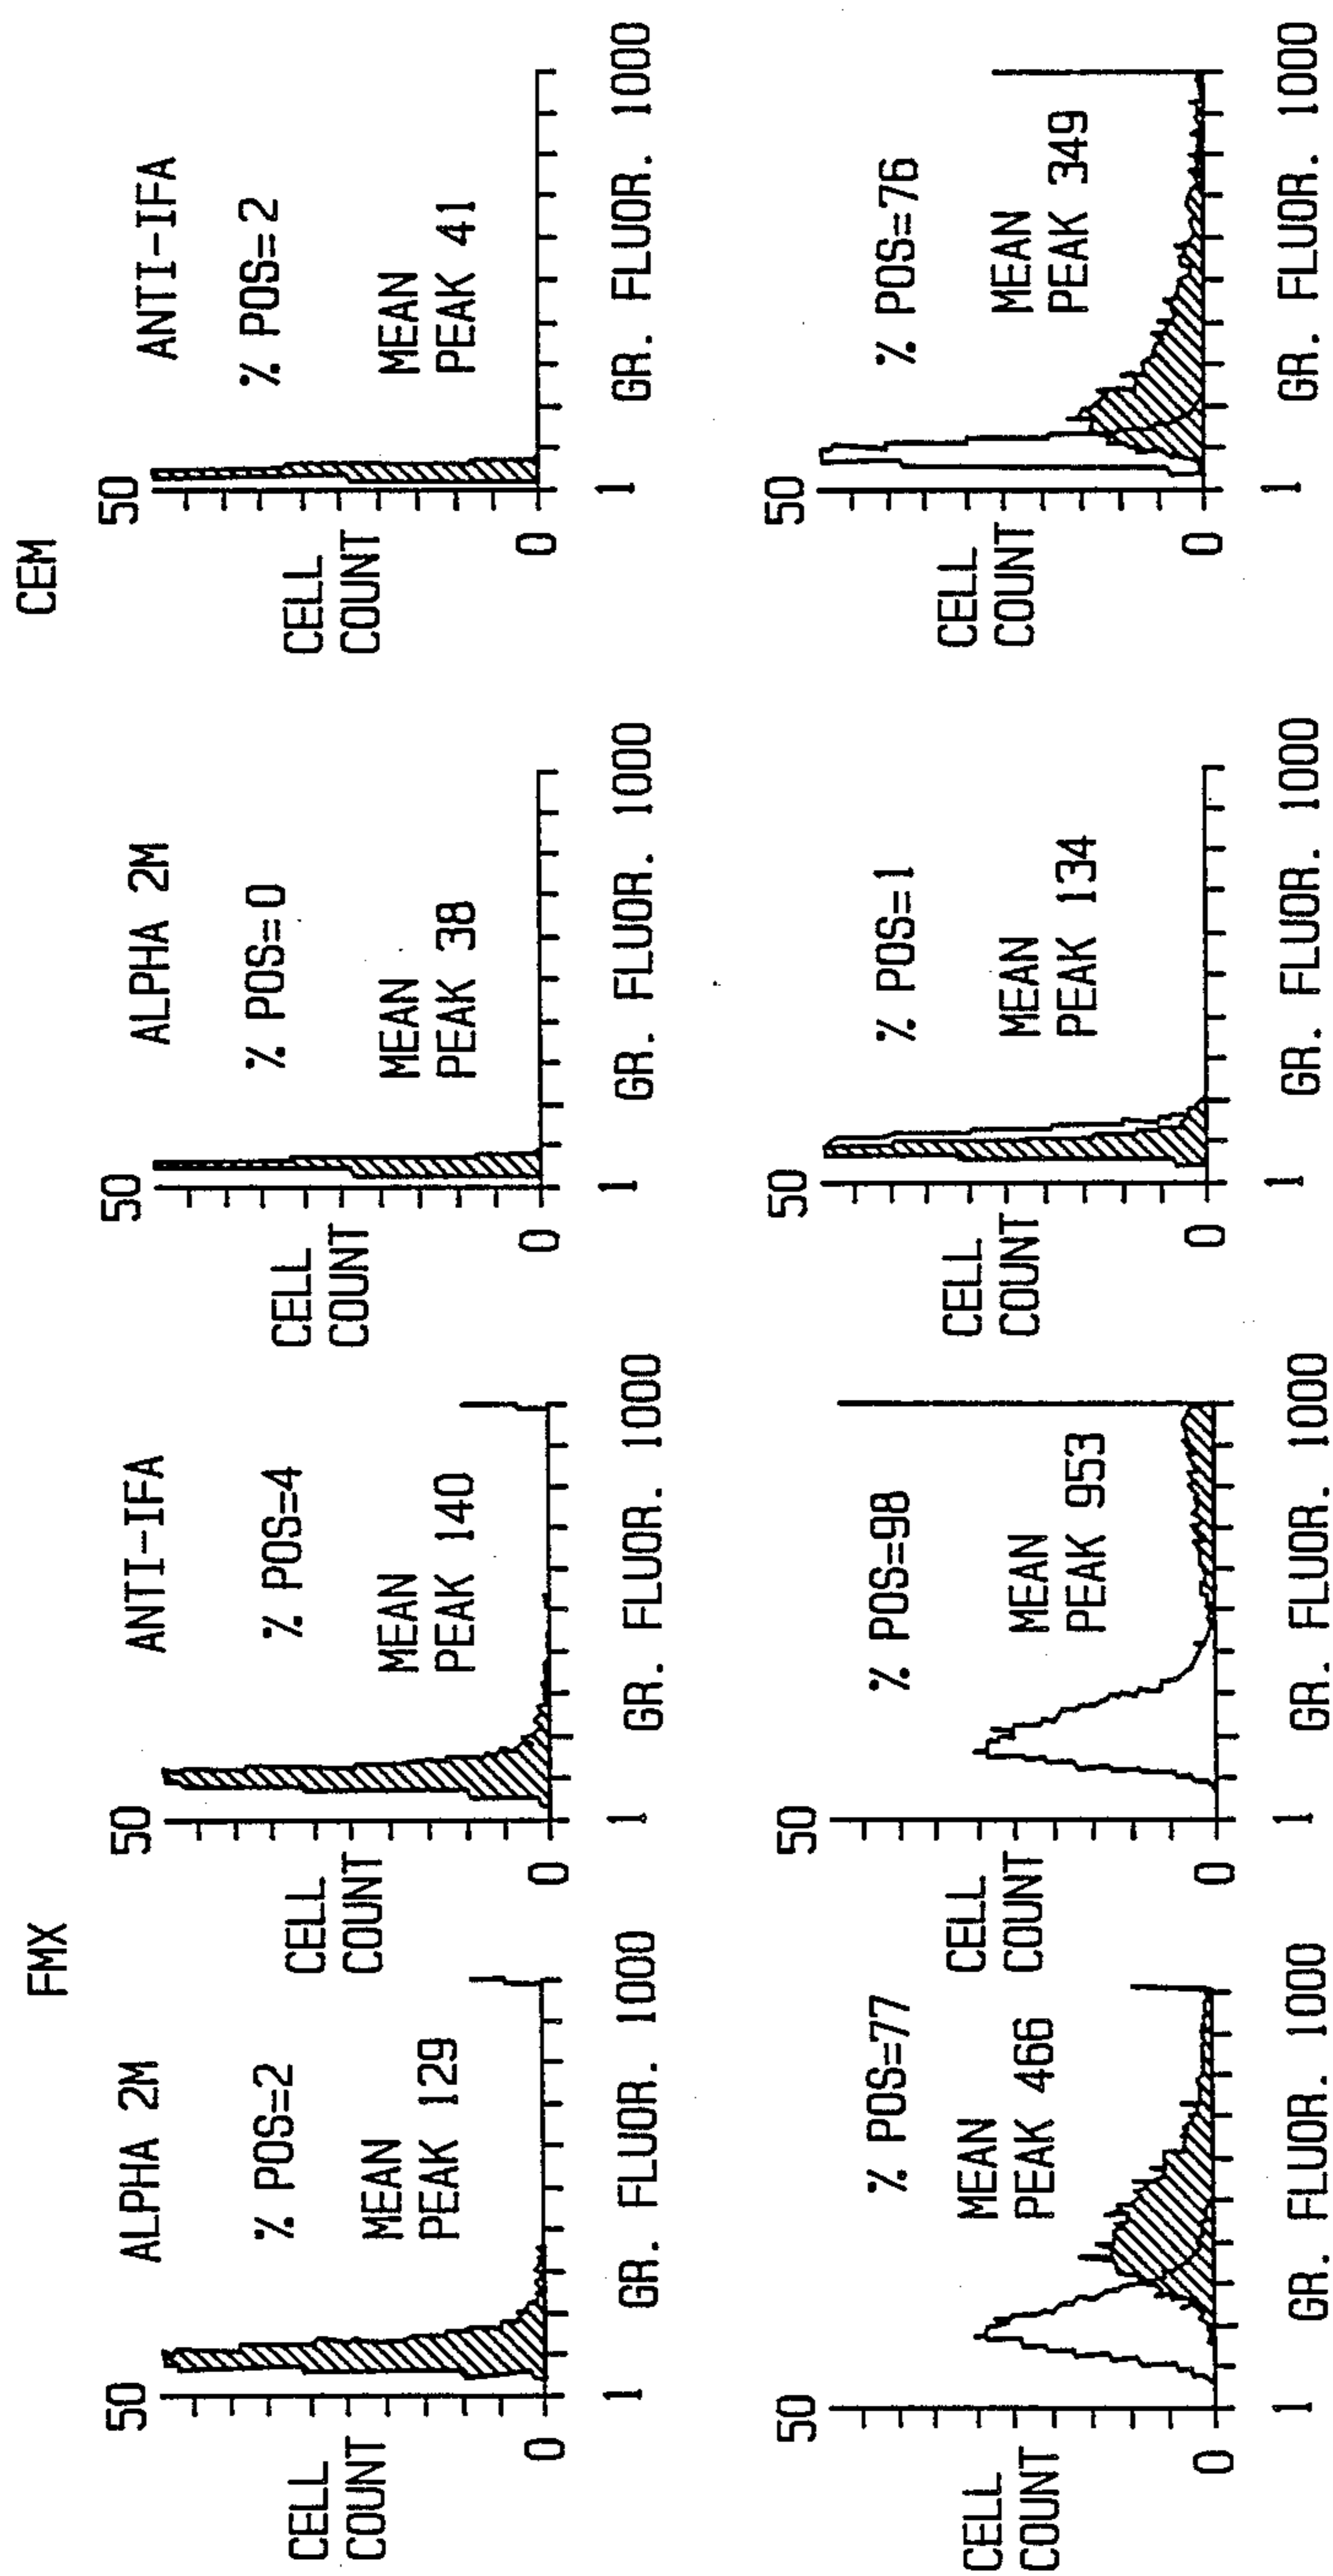 FMX
CEM
ALPHA 2M
50
CELL
COUNT
% POS=2
MEAN
PEAK 129
0
1 GR. FLUOR. 1000
ANTI-IFA
50
CELL
COUNT
% POS=4
MEAN
PEAK 140
0
1 GR. FLUOR. 1000
ALPHA 2M
50
CELL
COUNT
% POS=0
MEAN
PEAK 38
0
1 GR. FLUOR. 1000
ANTI-IFA
50
CELL
COUNT
% POS=2
MEAN
PEAK 41
0
1 GR. FLUOR. 1000
50
CELL
COUNT
% POS=77
MEAN
PEAK 466
0
1 GR. FLUOR. 1000
50
CELL
COUNT
% POS=98
MEAN
PEAK 953
0
1 GR. FLUOR. 1000
50
CELL
COUNT
% POS=1
MEAN
PEAK 134
0
1 GR. FLUOR. 1000
50
CELL
COUNT
% POS=76
MEAN
PEAK 349
0
1 GR. FLUOR. 1000